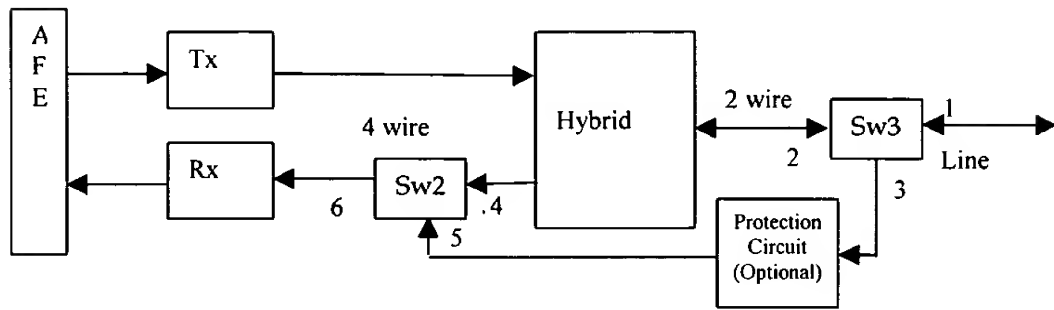 A
F
E
Tx
Rx
4 wire
6
Sw2
.4
5
Hybrid
2 wire
2
Sw3
1
Line
3
Protection
Circuit
(Optional)